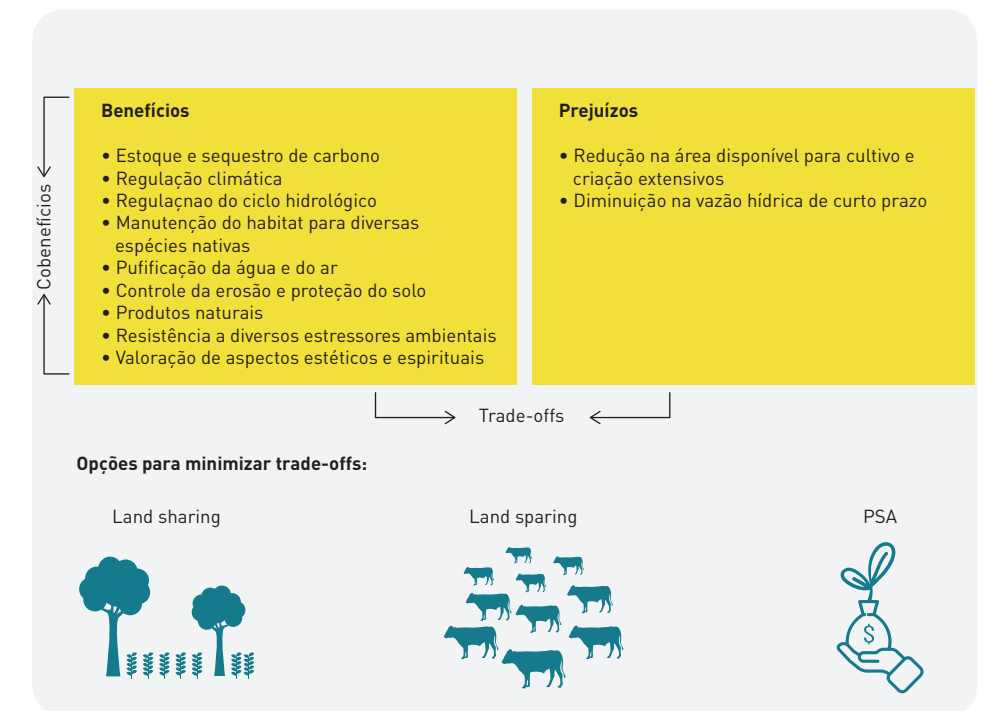 Benefícios
• Estoque e sequestro de carbono
• Regulação climática
• Regulaçnao do ciclo hidrológico
• Manutenção do habitat para diversas
espécies nativas
• Pufificação da água e do ar
• Controle da erosão e proteção do solo
• Produtos naturais
• Resistência a diversos estressores ambientais
• Valoração de aspectos estéticos e espirituais
Prejuízos
• Redução na área disponível para cultivo e
criação extensivos
• Diminuição na vazão hídrica de curto prazo
Cobenefícios
Trade-offs
Opções para minimizar trade-offs:
Land sharing
Land sparing
PSA
$